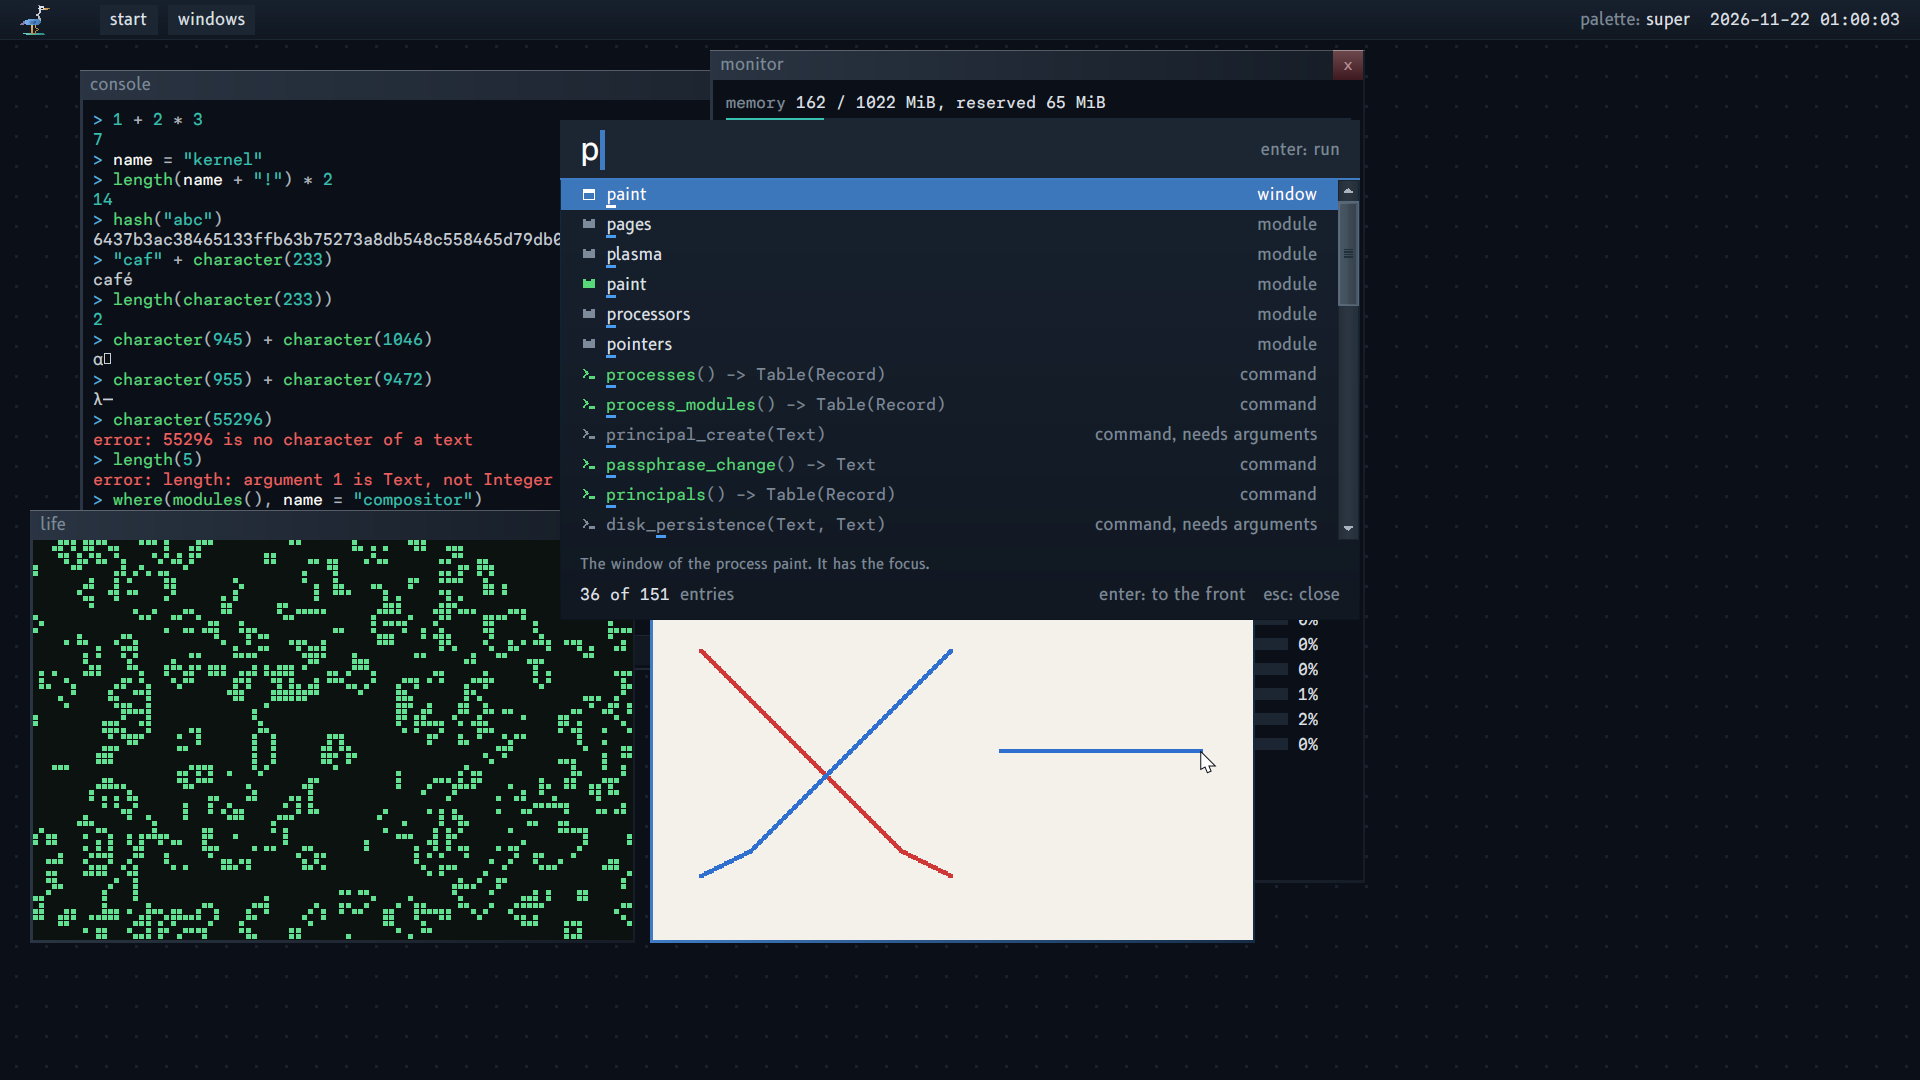 start windows palette: super 2026-11-22 01:00:03
monitor x
memory 162 / 1022 MiB, reserved 65 MiB
console
> 1 + 2 * 3
7
> name = "kernel"
> length(name + "!") * 2
14
> hash("abc")
6437b3ac38465133ffb63b75273a8db548c558465d79db0
> "caf" + character(233)
café
> length(character(233))
2
> character(945) + character(1046)
α▯
> character(955) + character(9472)
λ─
> character(55296)
error: 55296 is no character of a text
> length(5)
error: length: argument 1 is Text, not Integer
> where(modules(), name = "compositor")
p enter: run
paint window
pages module
plasma module
paint module
processors module
pointers module
processes() -> Table(Record) command
process_modules() -> Table(Record) command
principal_create(Text) command, needs arguments
passphrase_change() -> Text command
principals() -> Table(Record) command
disk_persistence(Text, Text) command, needs arguments
The window of the process paint. It has the focus.
36 of 151 entries enter: to the front esc: close
life
0%
0%
0%
1%
2%
0%